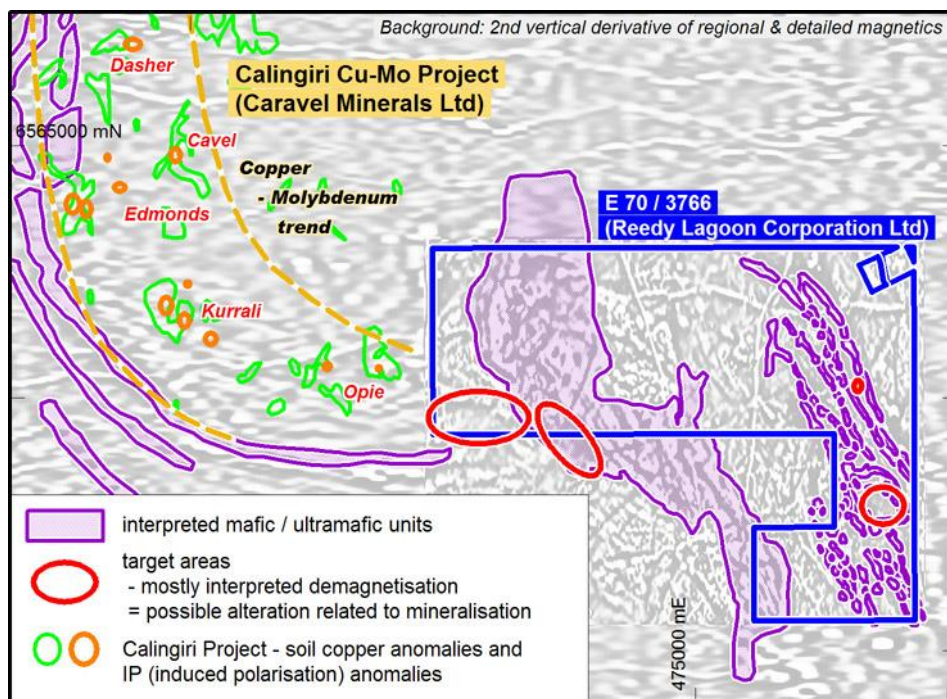 Background: 2nd vertical derivative of regional & detailed magnetics
Dasher
Calingiri Cu-Mo Project
(Caravel Minerals Ltd)
6565000 mN
Cavel
Copper
- Molybdenum
trend
Edmonds
E 70 / 3766
(Reedy Lagoon Corporation Ltd)
Kurrali
Opie
interpreted mafic / ultramafic units
target areas
- mostly interpreted demagnetisation
= possible alteration related to mineralisation
Calingiri Project - soil copper anomalies and
IP (induced polarisation) anomalies
475000 mE